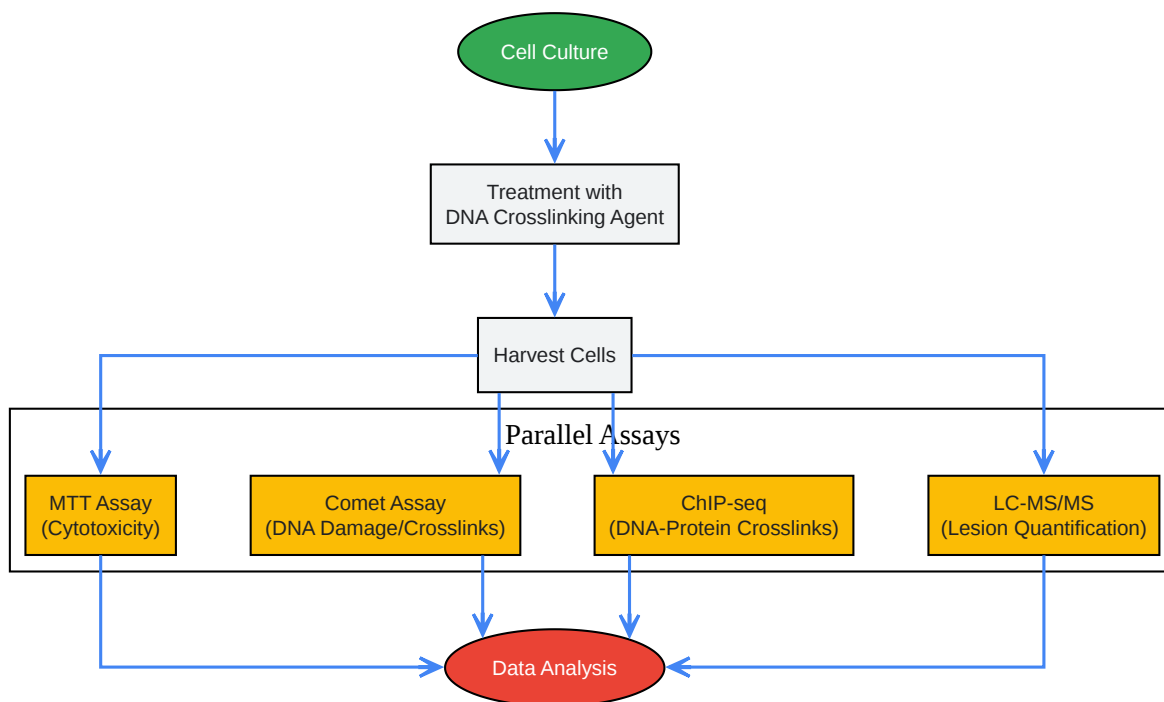 Cell Culture
Treatment with
DNA Crosslinking Agent
Harvest Cells
Parallel Assays
MTT Assay
(Cytotoxicity)
Comet Assay
(DNA Damage/Crosslinks)
ChIP-seq
(DNA-Protein Crosslinks)
LC-MS/MS
(Lesion Quantification)
Data Analysis